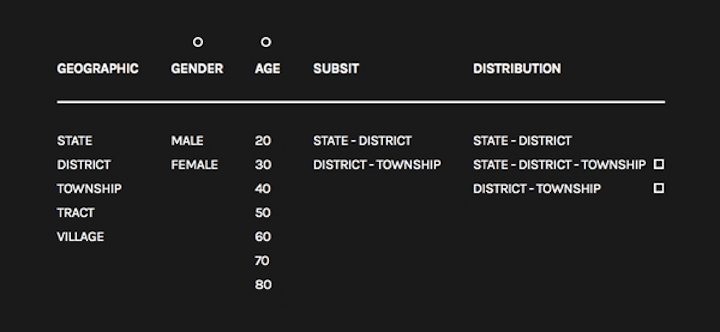 GEOGRAPHIC GENDER AGE SUBSIT DISTRIBUTION
STATE MALE 20 STATE - DISTRICT STATE - DISTRICT
DISTRICT FEMALE 30 DISTRICT - TOWNSHIP STATE - DISTRICT - TOWNSHIP
TOWNSHIP 40 DISTRICT - TOWNSHIP
TRACT 50
VILLAGE 60
70
80